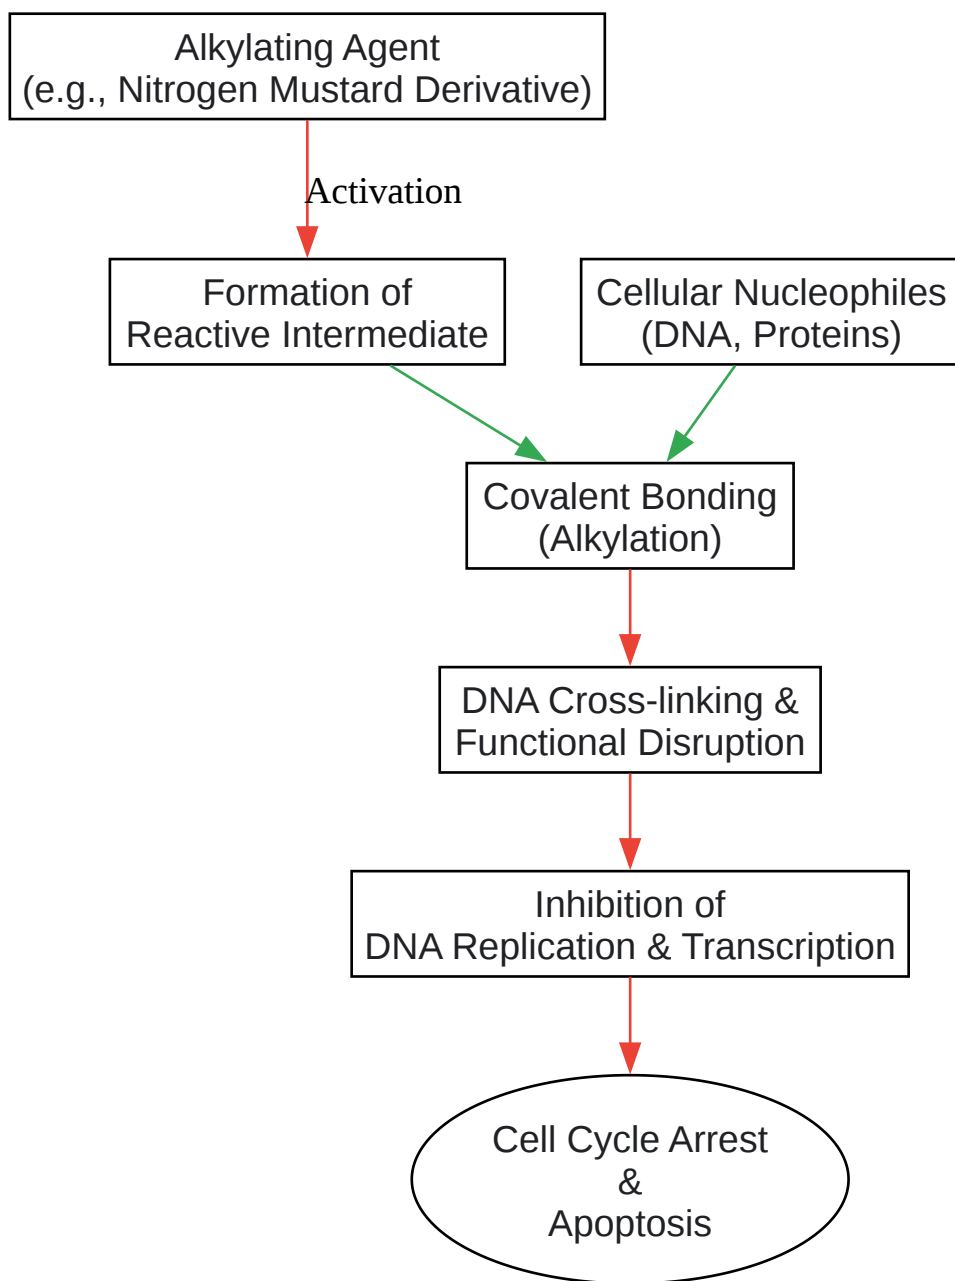 Alkylating Agent
(e.g., Nitrogen Mustard Derivative)
Activation
Formation of
Reactive Intermediate
Cellular Nucleophiles
(DNA, Proteins)
Covalent Bonding
(Alkylation)
DNA Cross-linking &
Functional Disruption
Inhibition of
DNA Replication & Transcription
Cell Cycle Arrest
&
Apoptosis